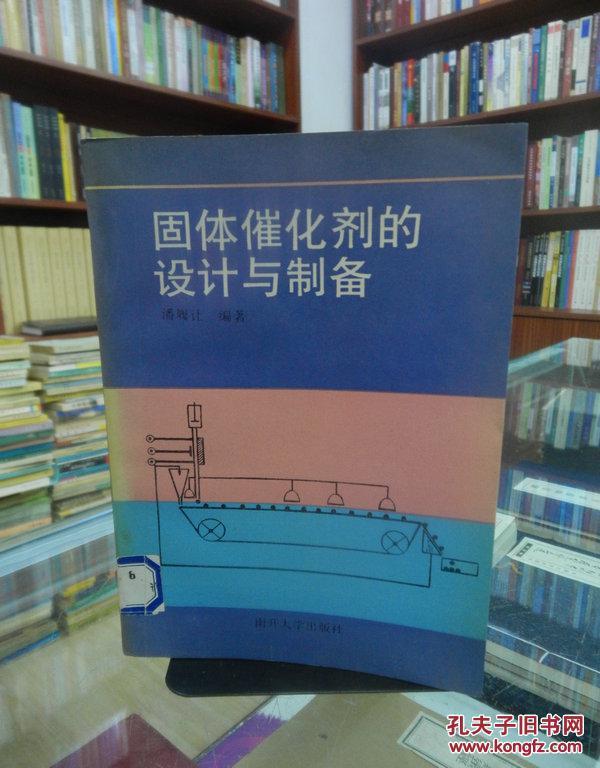 固体催化剂的
设计与制备
潘履让 编著
6
南开大学出版社
孔夫子旧书网
www.kongfz.com